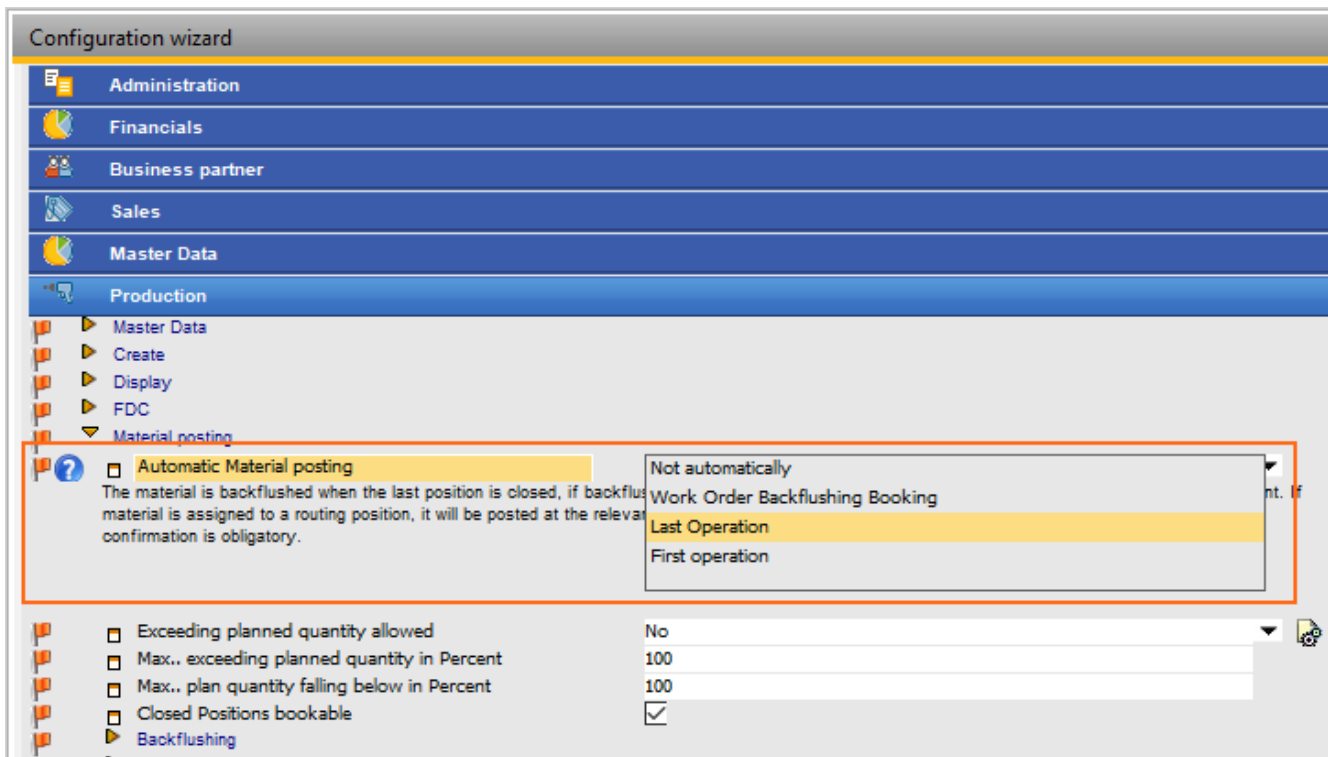 Configuration wizard
Administration
Financials
Business partner
Sales
Master Data
Production
Master Data
Create
Display
FDC
Material posting
Automatic Material posting
Not automatically
Work Order Backflushing Booking
Last Operation
First operation
The material is backflushed when the last position is closed, if backflus nt. If
material is assigned to a routing position, it will be posted at the relevar
confirmation is obligatory.
Exceeding planned quantity allowed No
Max.. exceeding planned quantity in Percent 100
Max.. plan quantity falling below in Percent 100
Closed Positions bookable
Backflushing